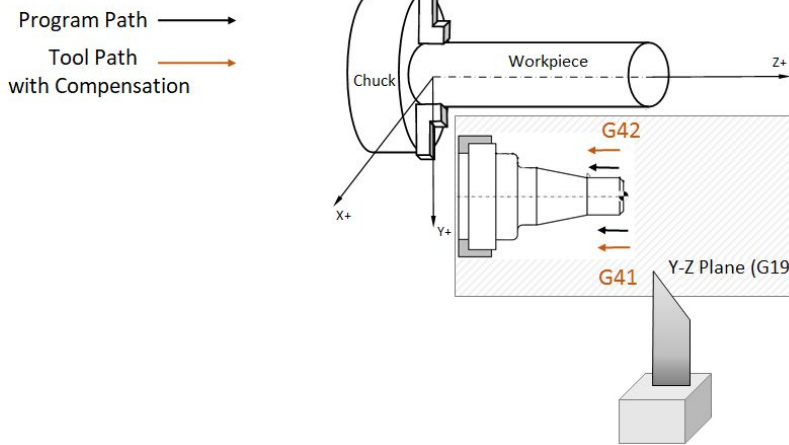 Program Path
Tool Path
with Compensation
Chuck
Workpiece
Z+
X+
Y+
G42
G41
Y-Z Plane (G19